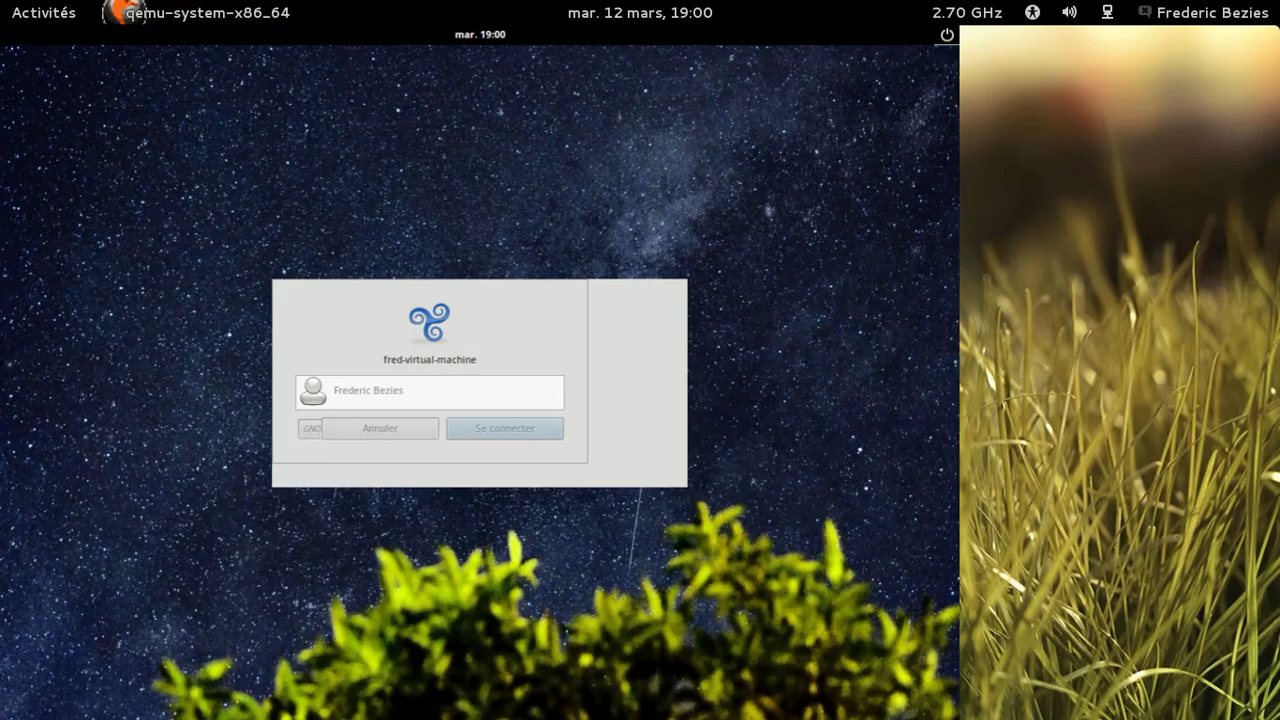 Activités qemu-system-x86_64 mar. 12 mars, 19:00 2.70 GHz Frederic Bezies
mar. 19:00
fred-virtual-machine
Frederic Bezies
GNO Annuler Se connecter